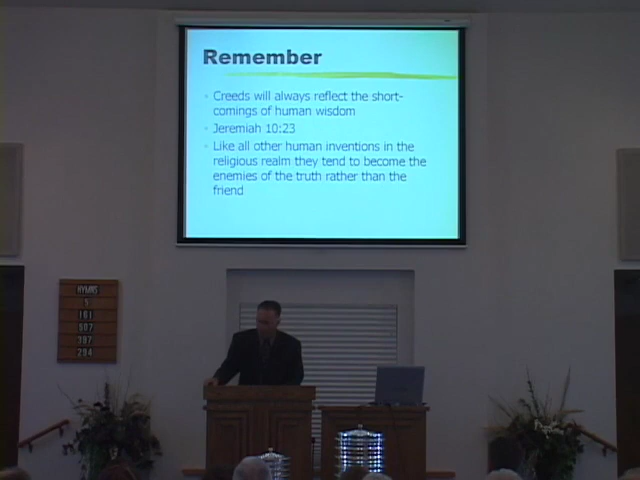 Remember
Creeds will always reflect the short-
comings of human wisdom
Jeremiah 10:23
Like all other human inventions in the
religious realm they tend to become the
enemies of the truth rather than the
friend
HYMNS
5
101
507
397
294